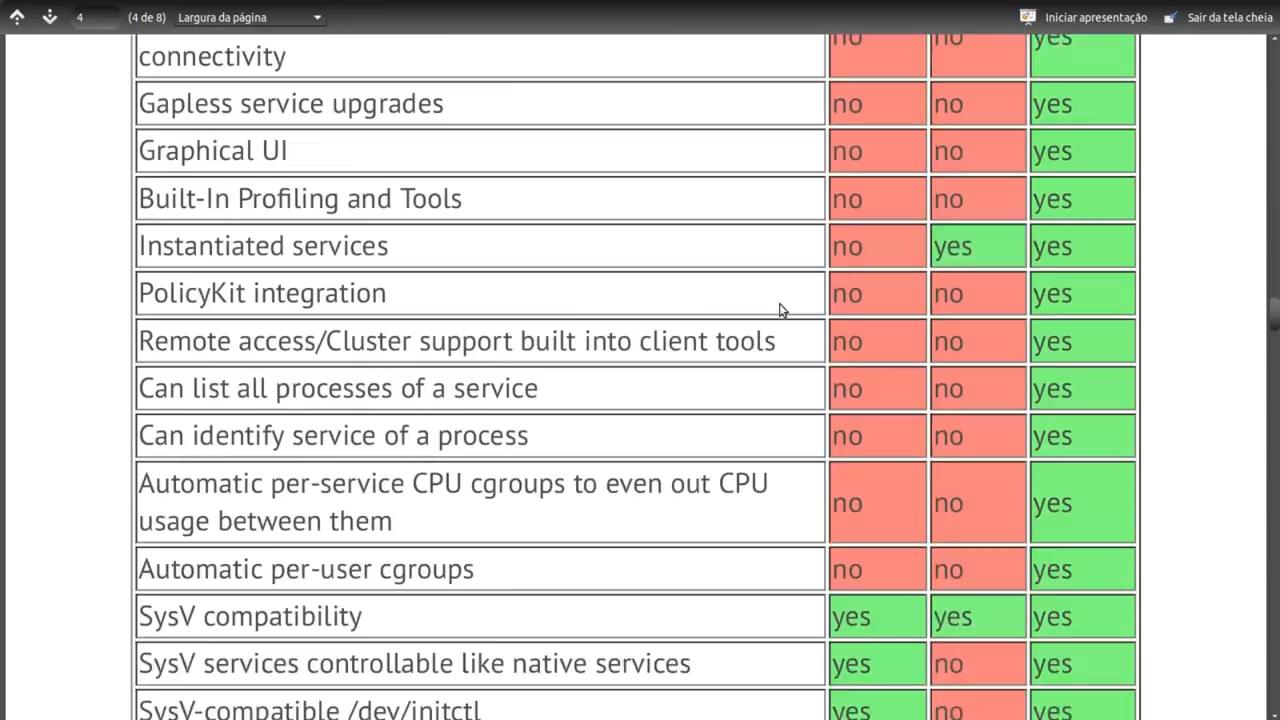 4 (4 de 8) Largura da página Iniciar apresentação Sair da tela cheia
no no yes
connectivity
Gapless service upgrades no no yes
Graphical UI no no yes
Built-In Profiling and Tools no no yes
Instantiated services no yes yes
PolicyKit integration no no yes
Remote access/Cluster support built into client tools no no yes
Can list all processes of a service no no yes
Can identify service of a process no no yes
Automatic per-service CPU cgroups to even out CPU
usage between them no no yes
Automatic per-user cgroups no no yes
SysV compatibility yes yes yes
SysV services controllable like native services yes no yes
SysV-compatible /dev/initctl yes no yes